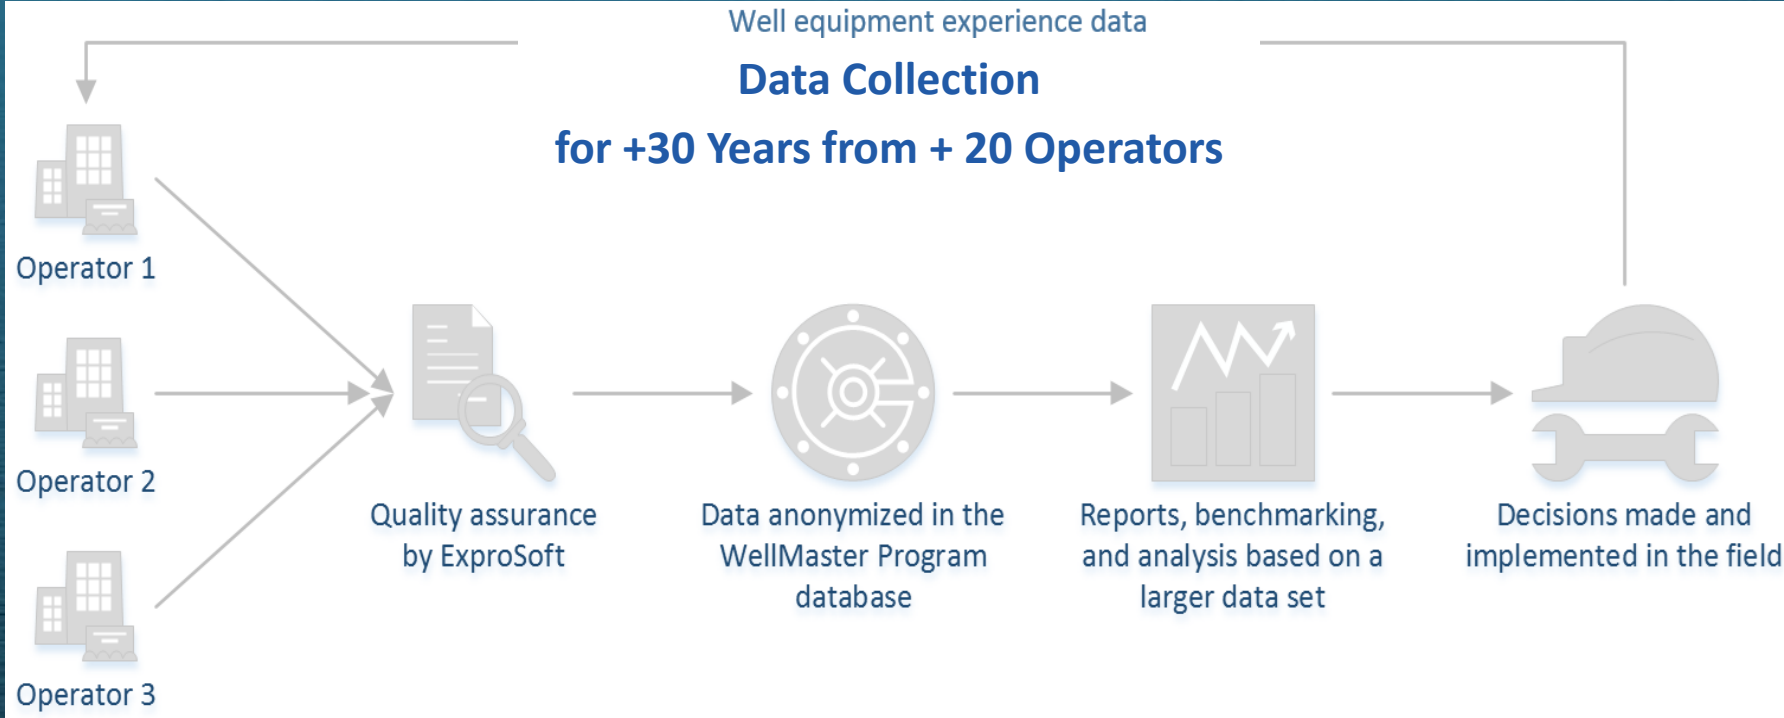 Well equipment experience data
Data Collection
for +30 Years from + 20 Operators
Operator 1
Operator 2
Operator 3
Quality assurance
by ExproSoft
Data anonymized in the
WellMaster Program
database
Reports, benchmarking,
and analysis based on a
larger data set
Decisions made and
implemented in the field